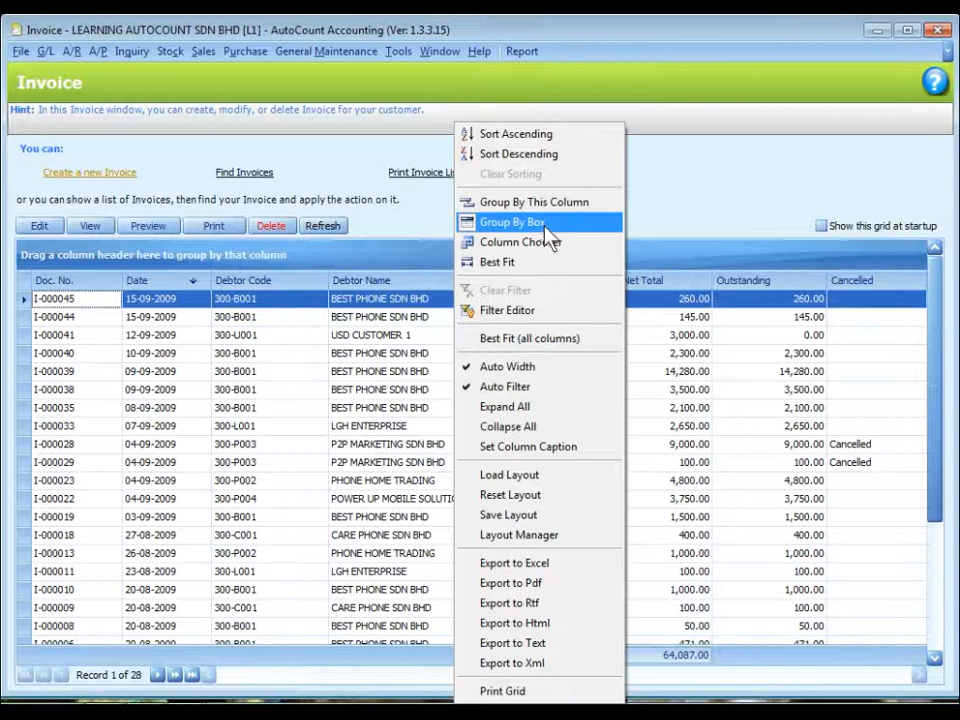 Invoice - LEARNING AUTOCOUNT SDN BHD [L1] - AutoCount Accounting (Ver: 1.3.3.15)
File G/L A/R A/P Inquiry Stock Sales Purchase General Maintenance Tools Window Help Report
Invoice
Hint: In this Invoice window, you can create, modify, or delete Invoice for your customer.
You can:
Create a new Invoice Find Invoices Print Invoice Li
or you can show a list of Invoices, then find your Invoice and apply the action on it.
Edit View Preview Print Delete Refresh Show this grid at startup
Drag a column header here to group by that column
Doc. No. Date Debtor Code Debtor Name Net Total Outstanding Cancelled
I-000045 15-09-2009 300-B001 BEST PHONE SDN BHD 260.00 260.00
I-000044 15-09-2009 300-B001 BEST PHONE SDN BHD 145.00 145.00
I-000041 12-09-2009 300-U001 USD CUSTOMER 1 3,000.00 0.00
I-000040 10-09-2009 300-B001 BEST PHONE SDN BHD 2,300.00 2,300.00
I-000039 09-09-2009 300-B001 BEST PHONE SDN BHD 14,280.00 14,280.00
I-000038 09-09-2009 300-B001 BEST PHONE SDN BHD 3,500.00 3,500.00
I-000035 08-09-2009 300-B001 BEST PHONE SDN BHD 2,100.00 2,100.00
I-000033 07-09-2009 300-L001 LGH ENTERPRISE 2,650.00 2,650.00
I-000028 04-09-2009 300-P003 P2P MARKETING SDN BHD 9,000.00 9,000.00 Cancelled
I-000029 04-09-2009 300-P003 P2P MARKETING SDN BHD 100.00 100.00 Cancelled
I-000023 04-09-2009 300-P002 PHONE HOME TRADING 4,800.00 4,800.00
I-000022 04-09-2009 300-P004 POWER UP MOBILE SOLUTI 3,750.00 3,750.00
I-000019 03-09-2009 300-B001 BEST PHONE SDN BHD 1,500.00 1,500.00
I-000018 27-08-2009 300-C001 CARE PHONE SDN BHD 400.00 400.00
I-000013 26-08-2009 300-P002 PHONE HOME TRADING 1,000.00 1,000.00
I-000011 23-08-2009 300-L001 LGH ENTERPRISE 100.00 100.00
I-000010 20-08-2009 300-B001 BEST PHONE SDN BHD 1,000.00 1,000.00
I-000009 20-08-2009 300-C001 CARE PHONE SDN BHD 100.00 100.00
I-000008 20-08-2009 300-B001 BEST PHONE SDN BHD 50.00 50.00
I-000006 20-08-2009 300-B001 BEST PHONE SDN BHD 471.00 471.00
64,087.00
Record 1 of 28
Sort Ascending
Sort Descending
Clear Sorting
Group By This Column
Group By Box
Column Chooser
Best Fit
Clear Filter
Filter Editor
Best Fit (all columns)
Auto Width
Auto Filter
Expand All
Collapse All
Set Column Caption
Load Layout
Reset Layout
Save Layout
Layout Manager
Export to Excel
Export to Pdf
Export to Rtf
Export to Html
Export to Text
Export to Xml
Print Grid